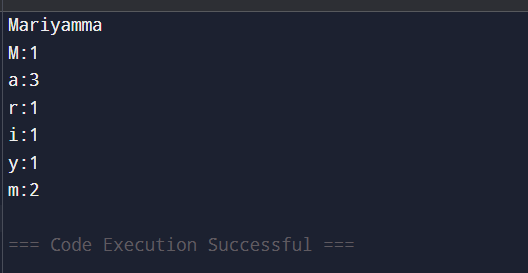 Mariyamma
M:1
a:3
r:1
i:1
y:1
m:2
=== Code Execution Successful ===